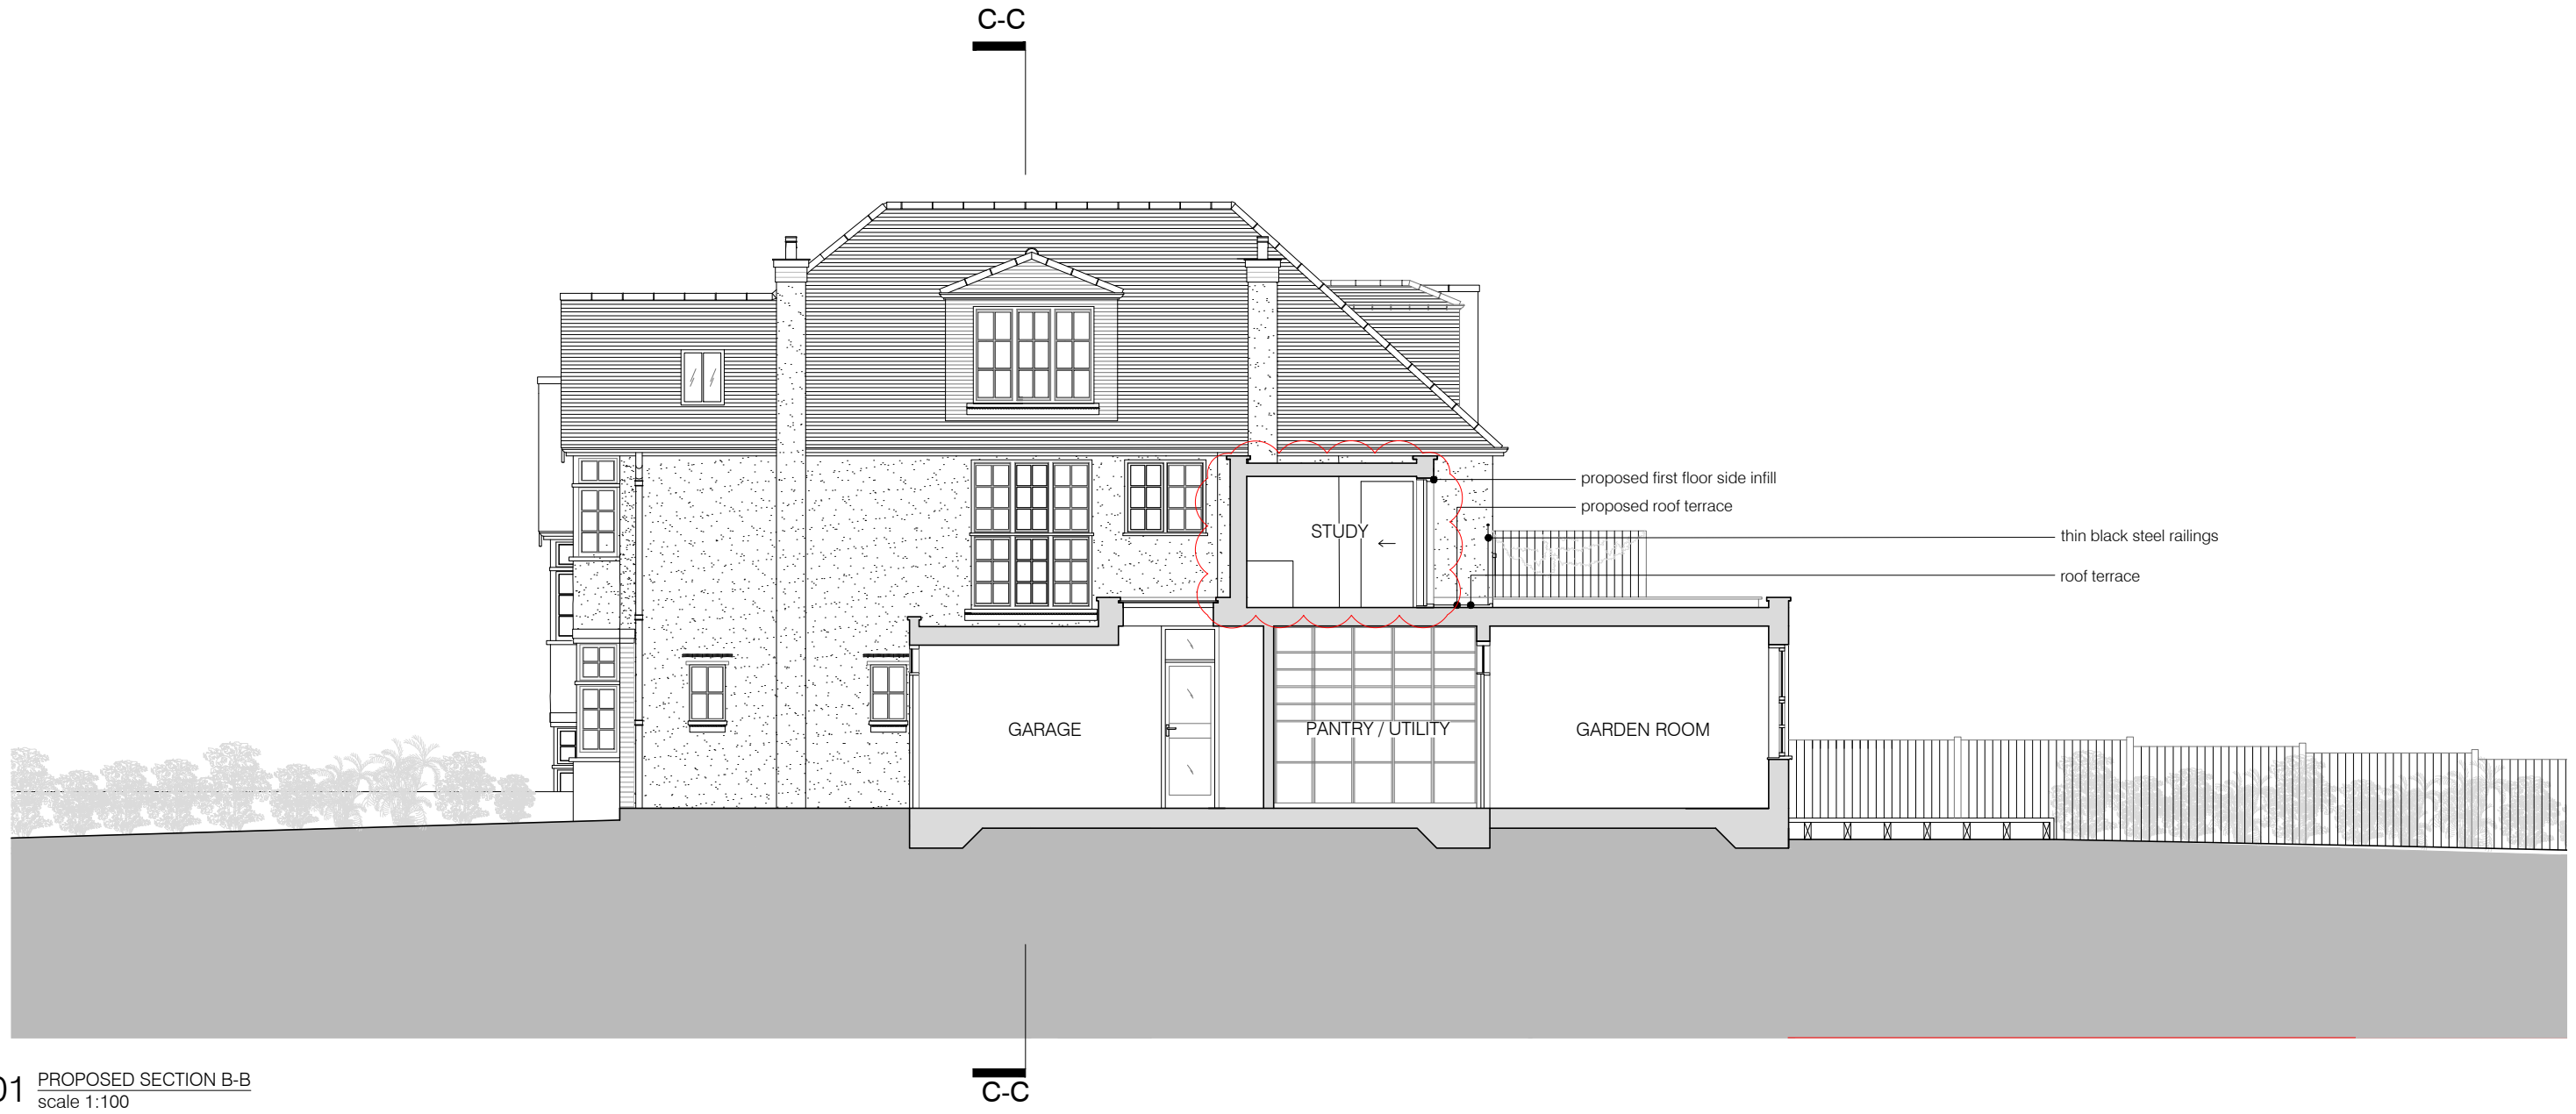 C-C
proposed first floor side infill
proposed roof terrace
STUDY
thin black steel railings
roof terrace
GARAGE
PANTRY / UTILITY
GARDEN ROOM
01 PROPOSED SECTION B-B
scale 1:100
C-C